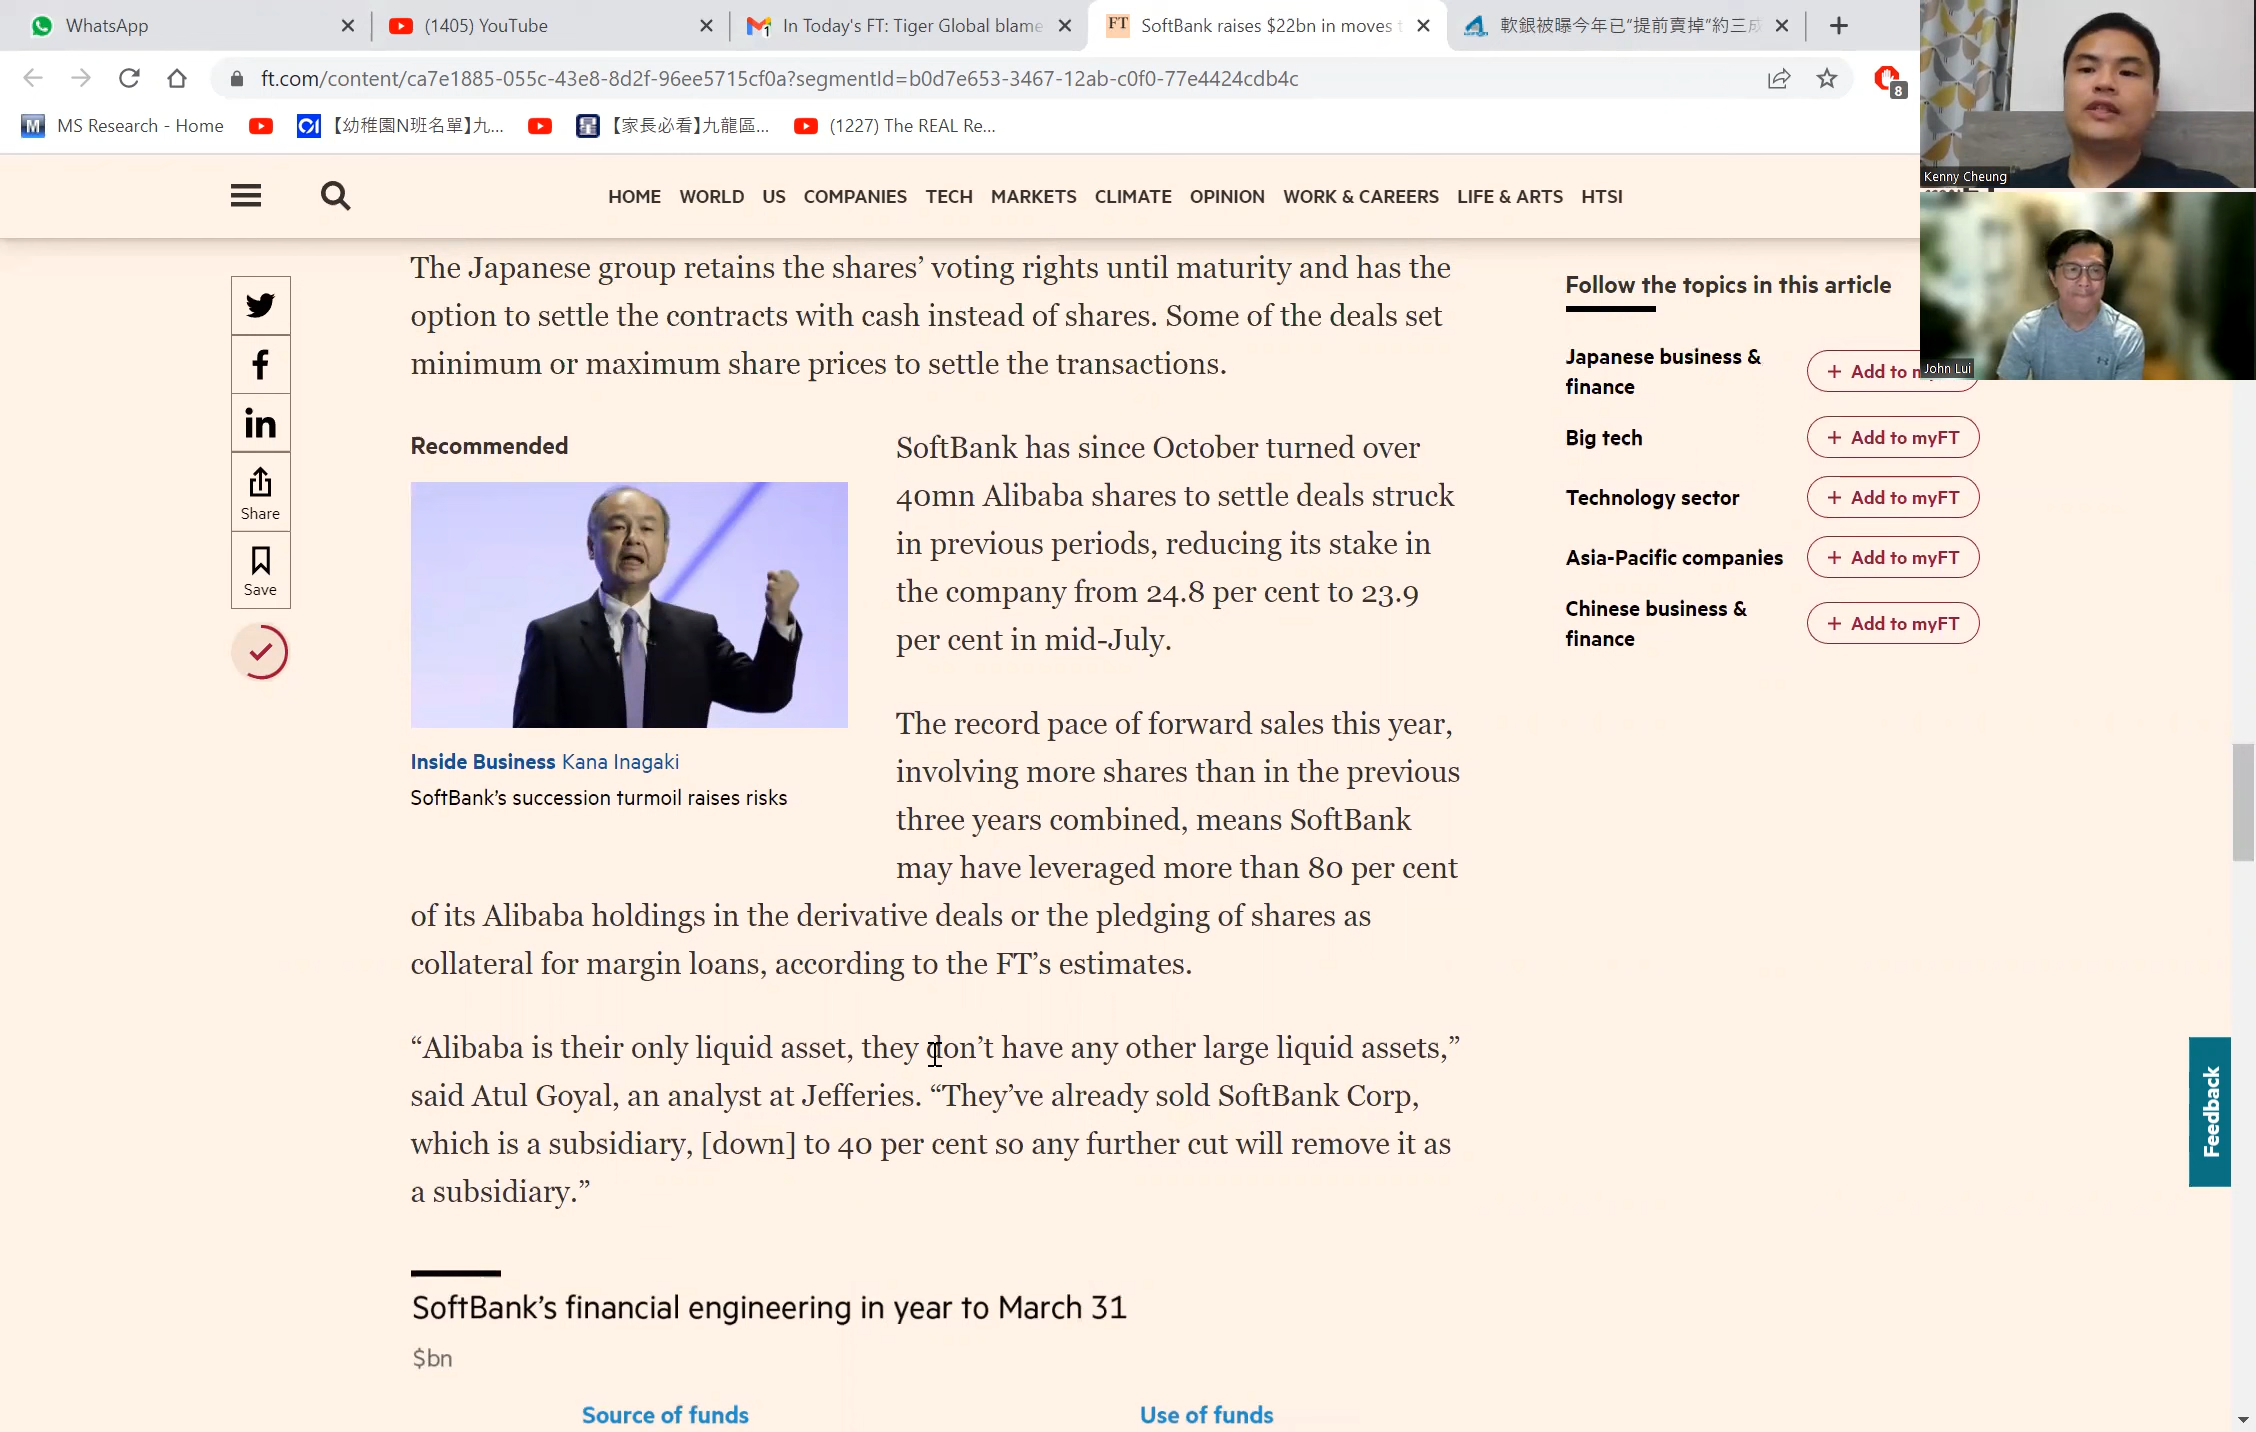 WhatsApp
(1405) YouTube
In Today's FT: Tiger Global blame
SoftBank raises $22bn in moves t
軟銀被曝今年已“提前賣掉”約三成
ft.com/content/ca7e1885-055c-43e8-8d2f-96ee5715cf0a?segmentId=b0d7e653-3467-12ab-c0f0-77e4424cdb4c
8
MS Research - Home
【幼稚園N班名單】九...
【家長必看】九龍區...
(1227) The REAL Re...
Kenny Cheung
John Lui
HOME WORLD US COMPANIES TECH MARKETS CLIMATE OPINION WORK & CAREERS LIFE & ARTS HTSI
The Japanese group retains the shares’ voting rights until maturity and has the
option to settle the contracts with cash instead of shares. Some of the deals set
minimum or maximum share prices to settle the transactions.
Share
Save
Recommended
Inside Business Kana Inagaki
SoftBank’s succession turmoil raises risks
SoftBank has since October turned over
40mn Alibaba shares to settle deals struck
in previous periods, reducing its stake in
the company from 24.8 per cent to 23.9
per cent in mid-July.
The record pace of forward sales this year,
involving more shares than in the previous
three years combined, means SoftBank
may have leveraged more than 80 per cent
of its Alibaba holdings in the derivative deals or the pledging of shares as
collateral for margin loans, according to the FT’s estimates.
“Alibaba is their only liquid asset, they don’t have any other large liquid assets,”
said Atul Goyal, an analyst at Jefferies. “They’ve already sold SoftBank Corp,
which is a subsidiary, [down] to 40 per cent so any further cut will remove it as
a subsidiary.”
SoftBank’s financial engineering in year to March 31
$bn
Source of funds
Use of funds
Follow the topics in this article
Japanese business &
finance
+ Add to
Big tech
+ Add to myFT
Technology sector
+ Add to myFT
Asia-Pacific companies
+ Add to myFT
Chinese business &
finance
+ Add to myFT
Feedback